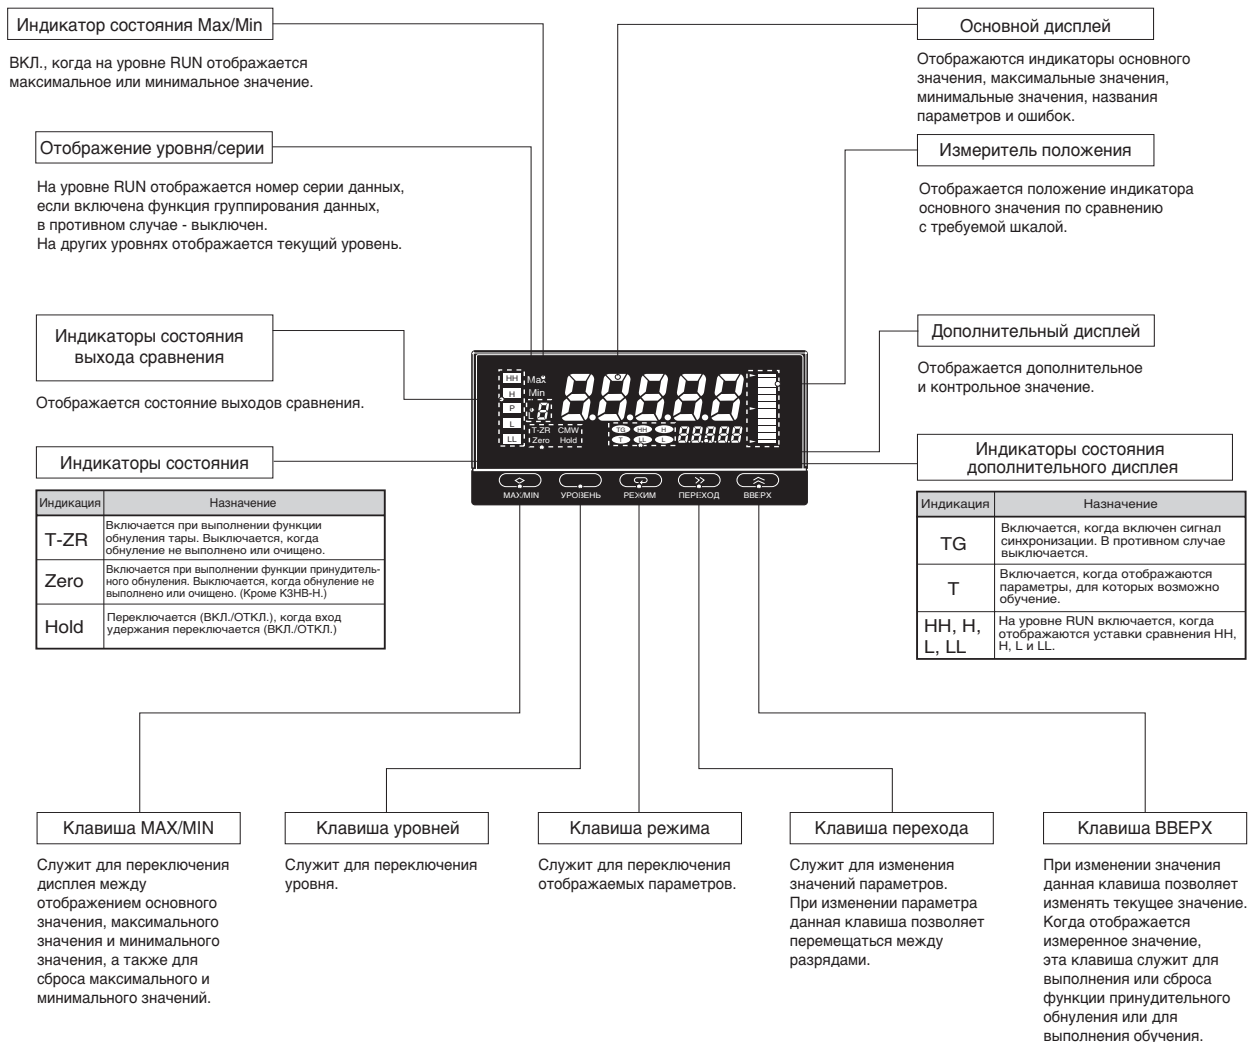 Индикатор состояния Max/Min
ВКЛ., когда на уровне RUN отображается
максимальное или минимальное значение.
Отображение уровня/серии
На уровне RUN отображается номер серии данных,
если включена функция группирования данных,
в противном случае - выключен.
На других уровнях отображается текущий уровень.
Индикаторы состояния
выхода сравнения
Отображается состояние выходов сравнения.
Индикаторы состояния
Индикация Назначение
T-ZR Включается при выполнении функции
обнуления тары. Выключается, когда
обнуление не выполнено или очищено.
Zero Включается при выполнении функции принудитель-
ного обнуления. Выключается, когда обнуление не
выполнено или очищено. (Кроме K3HB-H.)
Hold Переключается (ВКЛ./ОТКЛ.), когда вход
удержания переключается (ВКЛ./ОТКЛ.)
Основной дисплей
Отображаются индикаторы основного
значения, максимальные значения,
минимальные значения, названия
параметров и ошибок.
Измеритель положения
Отображается положение индикатора
основного значения по сравнению
с требуемой шкалой.
Дополнительный дисплей
Отображается дополнительное
и контрольное значение.
Индикаторы состояния
дополнительного дисплея
Индикация Назначение
TG Включается, когда включен сигнал
синхронизации. В противном случае
выключается.
T Включается, когда отображаются
параметры, для которых возможно
обучение.
HH, H,
L, LL
На уровне RUN включается, когда
отображаются уставки сравнения HH,
H, L и LL.
HH
H
P
L
LL
Max
Min
8
88888
T-ZR CMW
Zero Hold
TG HH H
T LL L
8.8.8.8.8
MAX/MIN УРОВЕНЬ РЕЖИМ ПЕРЕХОД ВВЕРХ
Клавиша MAX/MIN
Служит для переключения
дисплея между
отображением основного
значения, максимального
значения и минимального
значения, а также для
сброса максимального и
минимального значений.
Клавиша уровней
Служит для переключения
уровня.
Клавиша режима
Служит для переключения
отображаемых параметров.
Клавиша перехода
Служит для изменения
значений параметров.
При изменении параметра
данная клавиша позволяет
перемещаться между
разрядами.
Клавиша ВВЕРХ
При изменении значения
данная клавиша позволяет
изменять текущее значение.
Когда отображается
измеренное значение,
эта клавиша служит для
выполнения или сброса
функции принудительного
обнуления или для
выполнения обучения.